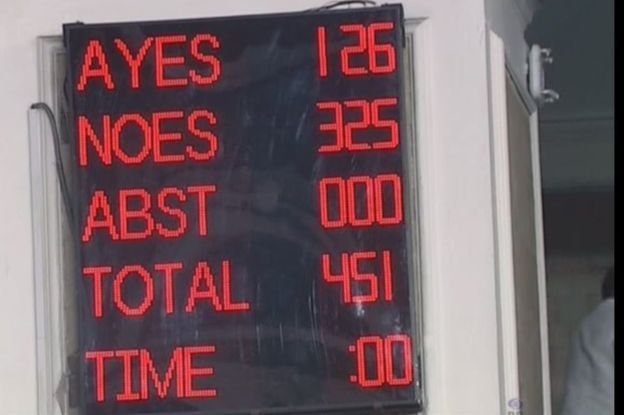 AYES 126
NOES 325
ABST 000
TOTAL 451
TIME :00